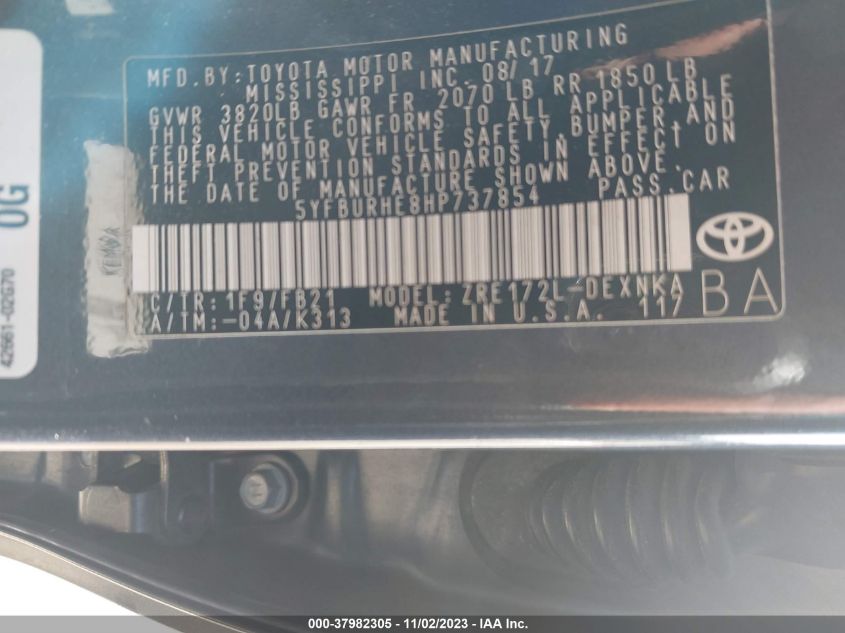 MFD.BY:TOYOTA MOTOR MANUFACTURING
MISSISSIPPI INC. 08/17
GVWR 3820LB GAWR FR 2070 LB RR 1850 LB
THIS VEHICLE CONFORMS TO ALL APPLICABLE
FEDERAL MOTOR VEHICLE SAFETY,BUMPER,AND
THEFT PREVENTION STANDARDS IN EFFECT ON
THE DATE OF MANUFACTURE SHOWN ABOVE.
5YFBURHE8HP737854 PASS.CAR
C/TR:1F9/FB21 MODEL:ZRE172L-DEXNKA
A/TM:-04A/K313 MADE IN U.S.A. 117
BA
42661-02G70
0G
000-37982305 - 11/02/2023 - IAA Inc.